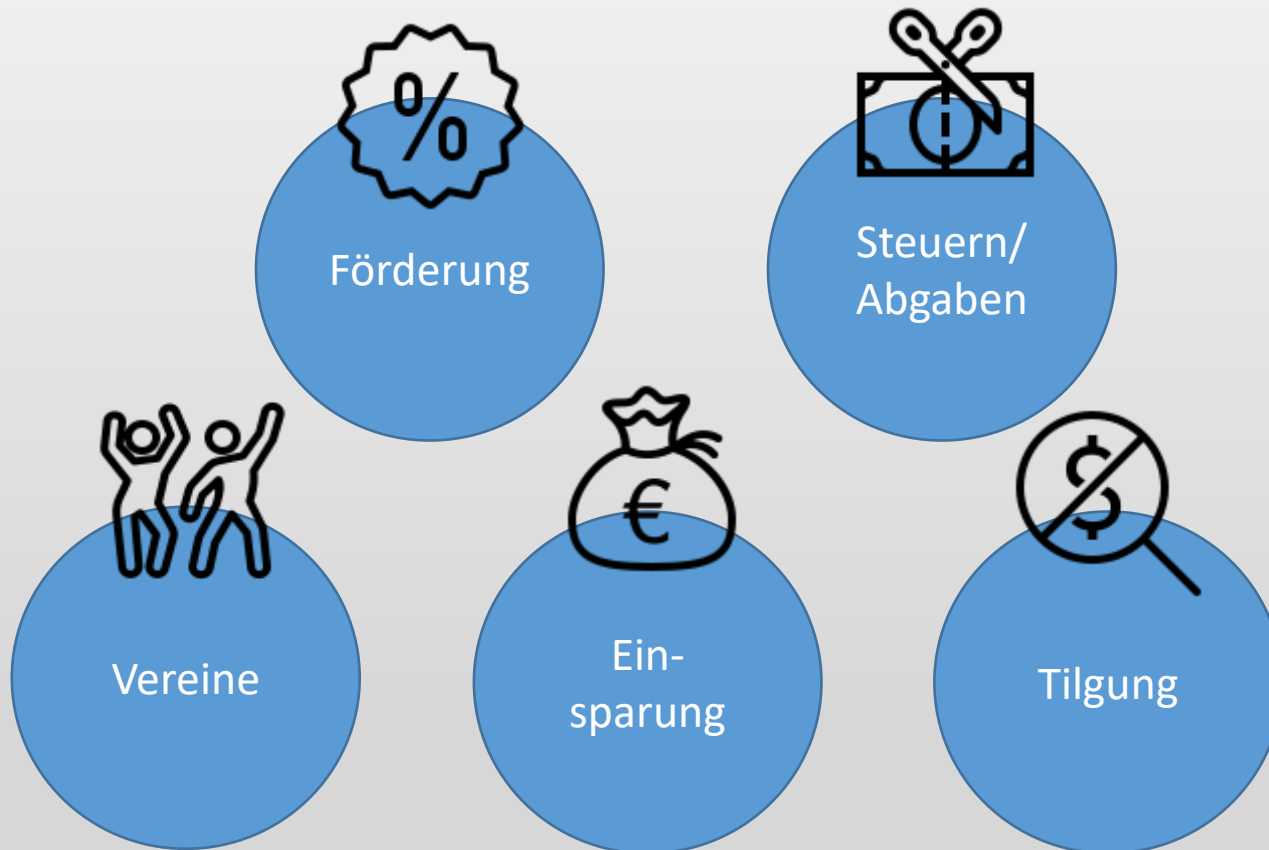 %
Förderung
Steuern/
Abgaben
Vereine
€
Ein-
sparung
$
Tilgung